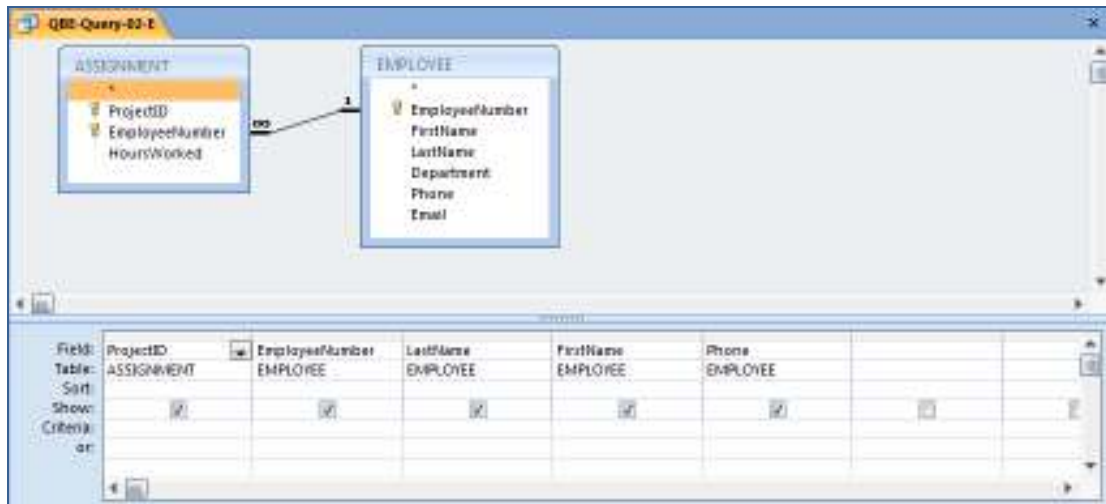 QBE-Query-02-E
ASSIGNMENT
*
ProjectID
EmployeeNumber
HoursWorked
∞
1
EMPLOYEE
*
EmployeeNumber
FirstName
LastName
Department
Phone
Email
Field: ProjectID EmployeeNumber LastName FirstName Phone
Table: ASSIGNMENT EMPLOYEE EMPLOYEE EMPLOYEE EMPLOYEE
Sort:
Show:
Criteria:
or: